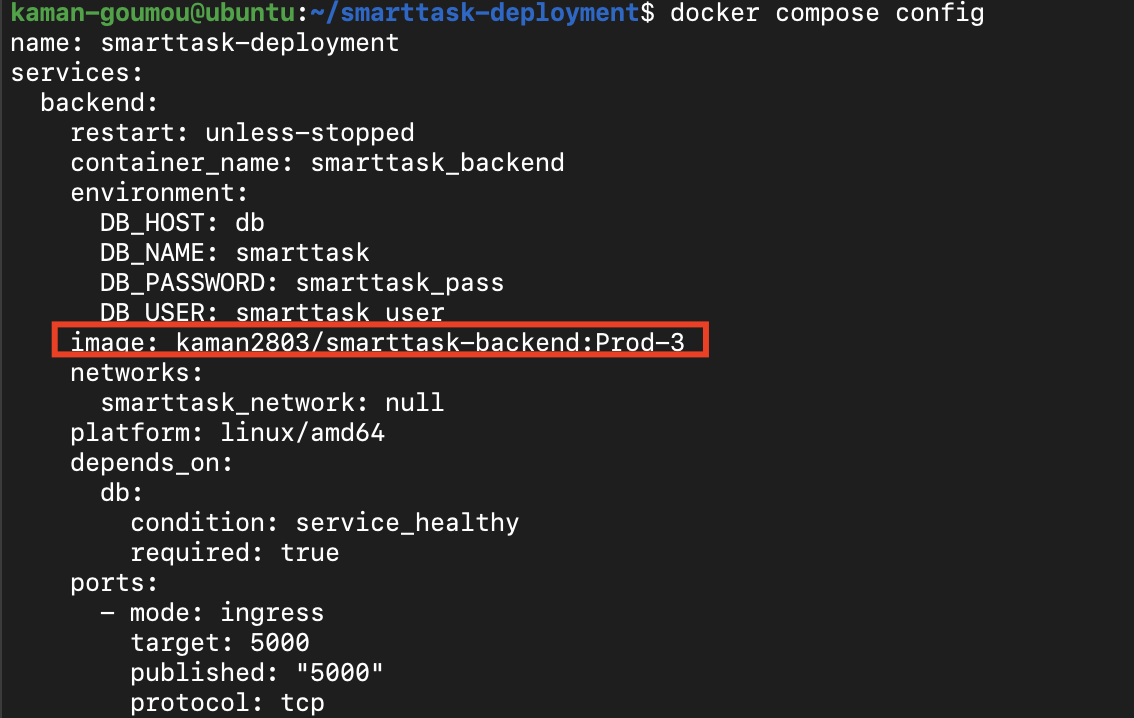 kaman-goumou@ubuntu:~/smarttask-deployment$ docker compose config
name: smarttask-deployment
services:
  backend:
    restart: unless-stopped
    container_name: smarttask_backend
    environment:
      DB_HOST: db
      DB_NAME: smarttask
      DB_PASSWORD: smarttask_pass
      DB_USER: smarttask_user
    image: kaman2803/smarttask-backend:Prod-3
    networks:
      smarttask_network: null
    platform: linux/amd64
    depends_on:
      db:
        condition: service_healthy
        required: true
    ports:
      - mode: ingress
        target: 5000
        published: "5000"
        protocol: tcp